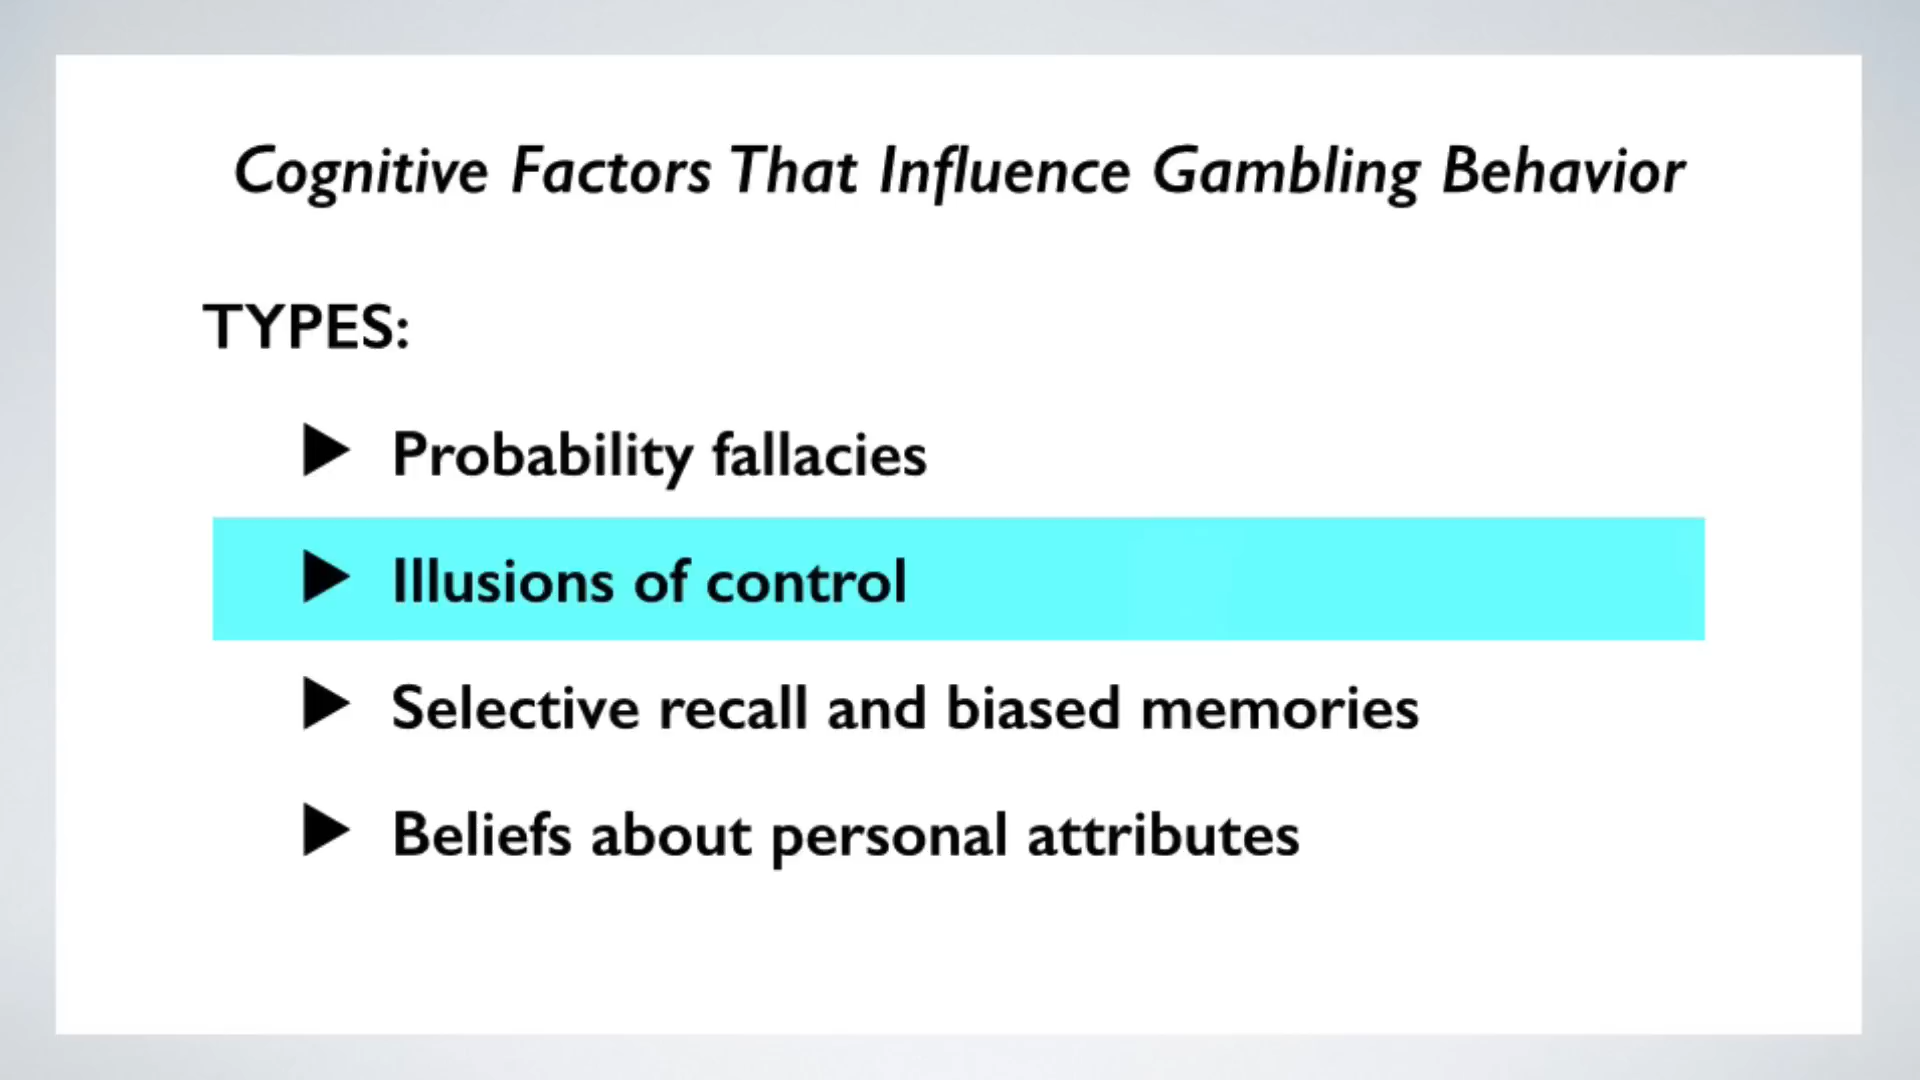 Cognitive Factors That Influence Gambling Behavior
TYPES:
Probability fallacies
Illusions of control
Selective recall and biased memories
Beliefs about personal attributes